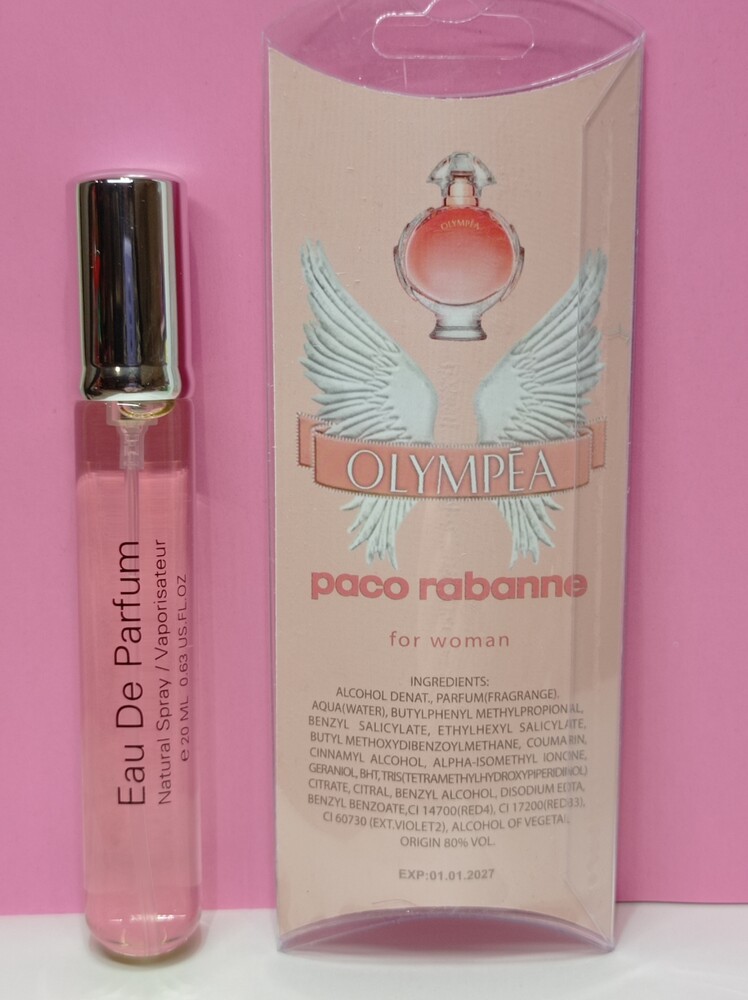 Eau De Parfum
Natural Spray / Vaporisateur
e 20 ML 0.63 US.FL.OZ
OLYMPÉA
OLYMPĒA
paco rabanne
for woman
INGREDIENTS:
ALCOHOL DENAT., PARFUM(FRAGRANGE).
AQUA(WATER), BUTYLPHENYL METHYLPROPIONAL,
BENZYL SALICYLATE, ETHYLHEXYL SALICYLATE,
BUTYL METHOXYDIBENZOYLMETHANE, COUMARIN,
CINNAMYL ALCOHOL, ALPHA-ISOMETHYL IONCINE,
GERANIOL, BHT, TRIS(TETRAMETHYLHYDROXYPIPERIDINOL)
CITRATE, CITRAL, BENZYL ALCOHOL, DISODIUM EDTA,
BENZYL BENZOATE,CI 14700(RED4), CI 17200(RED33),
CI 60730 (EXT.VIOLET2), ALCOHOL OF VEGETAL
ORIGIN 80% VOL.
EXP:01.01.2027